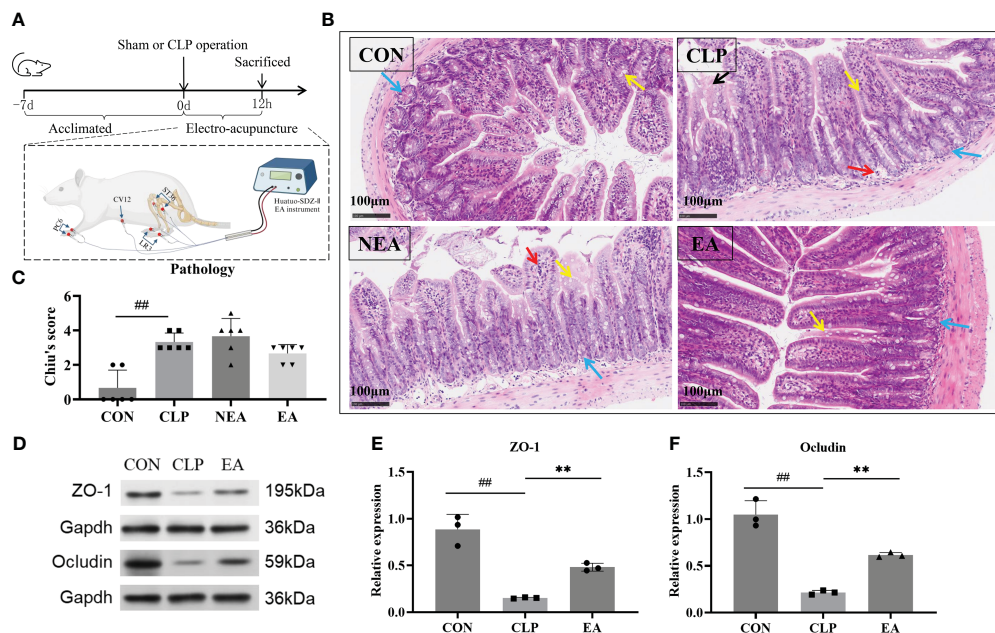 A
Sham or CLP operation
Sacrificed
-7d
0d
12h
Acclimated
Electro-acupuncture
CV12
ST36
PC6
LR3
Huatuo-SDZ-Ⅱ
EA instrument
Pathology
B
CON
100μm
CLP
100μm
NEA
100μm
EA
100μm
C
Chiu's score
6
4
2
0
##
CON CLP NEA EA
D
CON CLP EA
ZO-1 195kDa
Gapdh 36kDa
Ocludin 59kDa
Gapdh 36kDa
E
ZO-1
Relative expression
1.5
1.0
0.5
0.0
## **
CON CLP EA
F
Ocludin
Relative expression
1.5
1.0
0.5
0.0
## **
CON CLP EA